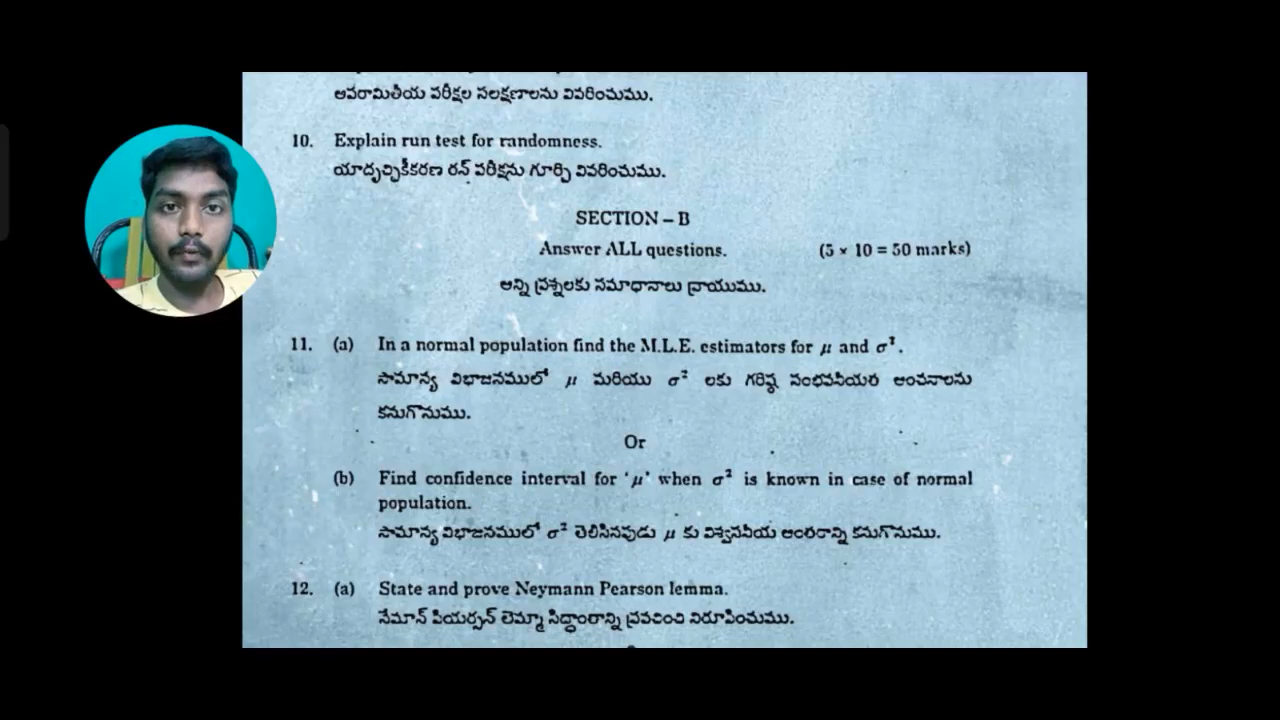 అపరామితీయ పరీక్షల సలక్షణాలను వివరించుము.
10. Explain run test for randomness.
యాదృచ్ఛికీకరణ రన్ పరీక్షను గూర్చి వివరించుము.
SECTION – B
Answer ALL questions. (5 × 10 = 50 marks)
అన్ని ప్రశ్నలకు సమాధానాలు వ్రాయుము.
11. (a) In a normal population find the M.L.E. estimators for μ and σ².
సామాన్య విభాజనములో μ మరియు σ² లకు గరిష్ఠ సంభవనీయత అంచనాలను
కనుగొనుము.
Or
(b) Find confidence interval for ‘μ’ when σ² is known in case of normal
population.
సామాన్య విభాజనములో σ² తెలిసినపుడు μ కు విశ్వసనీయ అంతరాన్ని కనుగొనుము.
12. (a) State and prove Neymann Pearson lemma.
నేమాన్ పియర్సన్ లెమ్మా సిద్ధాంతాన్ని ప్రవచించి నిరూపించుము.